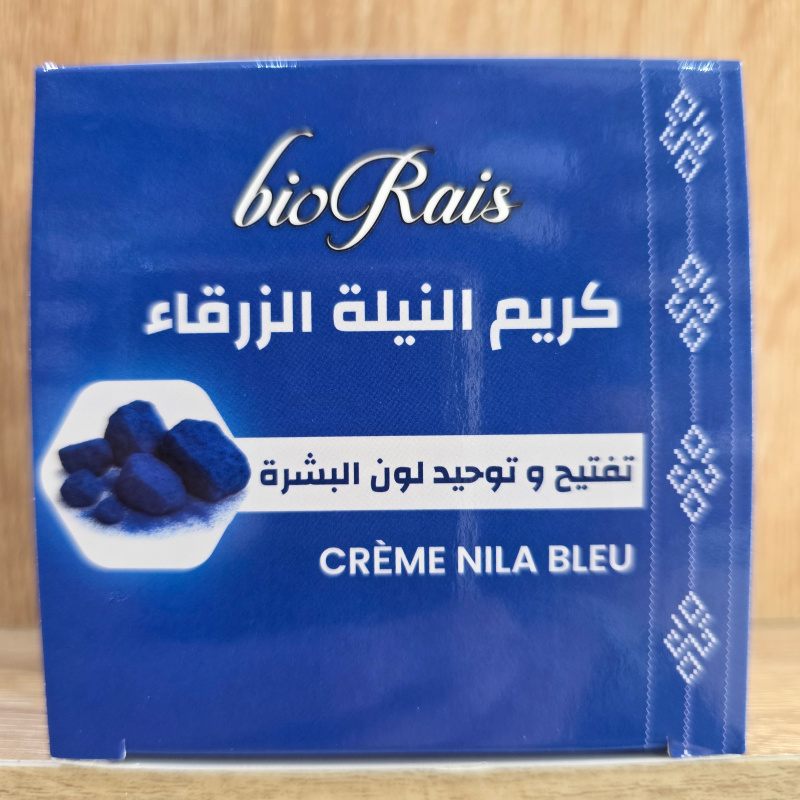 bioRais
كريم النيلة الزرقاء
تفتيح و توحيد لون البشرة
CRÈME NILA BLEU